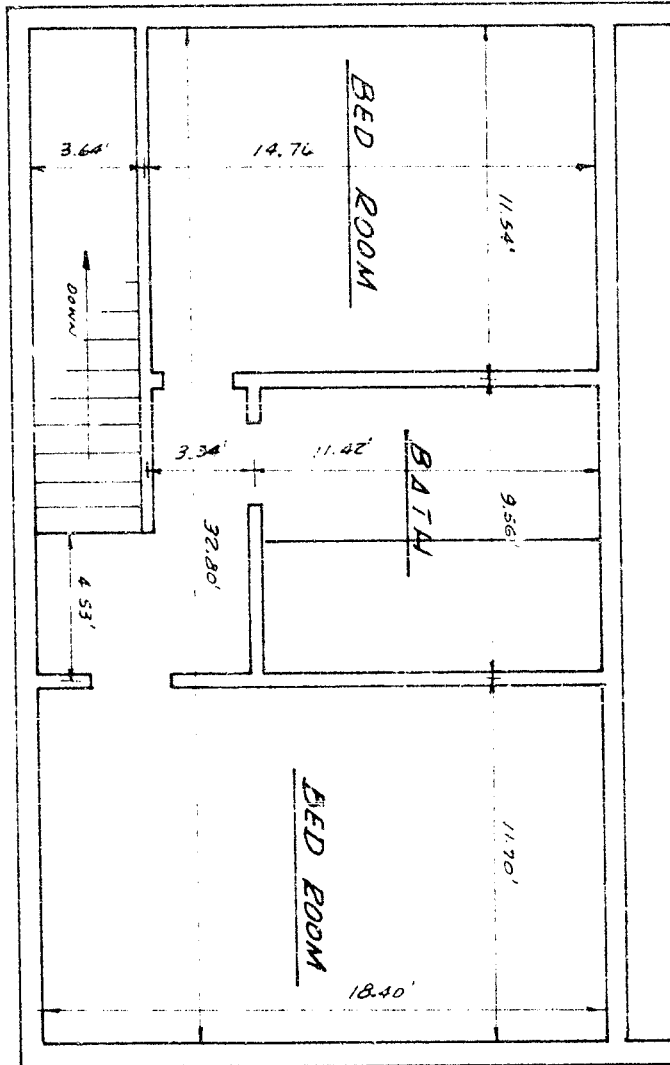 BED ROOM
3.64'
14.76
11.54'
DOWN
3.34'
11.42'
BATH
9.56'
32.80'
4.53'
BED ROOM
11.70'
18.40'